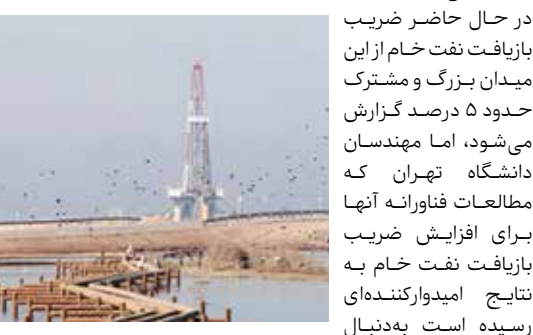 در حال حاضر ضریب
بازیافت نفت خام از این
میدان بزرگ و مشترک
حدود ۵ درصد گزارش
می‌شود، اما مهندسان
دانشگاه تهران که
مطالعات فناورانه آنها
برای افزایش ضریب
بازیافت نفت خام به
نتایج امیدوارکننده‌ای
رسیده است به‌دنبال